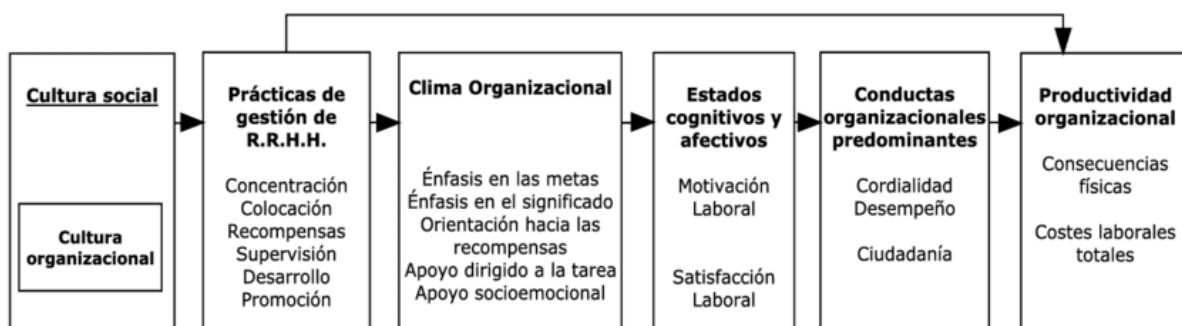 Cultura social
Cultura
organizacional
Prácticas de
gestión de
R.R.H.H.
Concentración
Colocación
Recompensas
Supervisión
Desarrollo
Promoción
Clima Organizacional
Énfasis en las metas
Énfasis en el significado
Orientación hacia las
recompensas
Apoyo dirigido a la tarea
Apoyo socioemocional
Estados
cognitivos y
afectivos
Motivación
Laboral
Satisfacción
Laboral
Conductas
organizacionales
predominantes
Cordialidad
Desempeño
Ciudadanía
Productividad
organizacional
Consecuencias
físicas
Costes laborales
totales